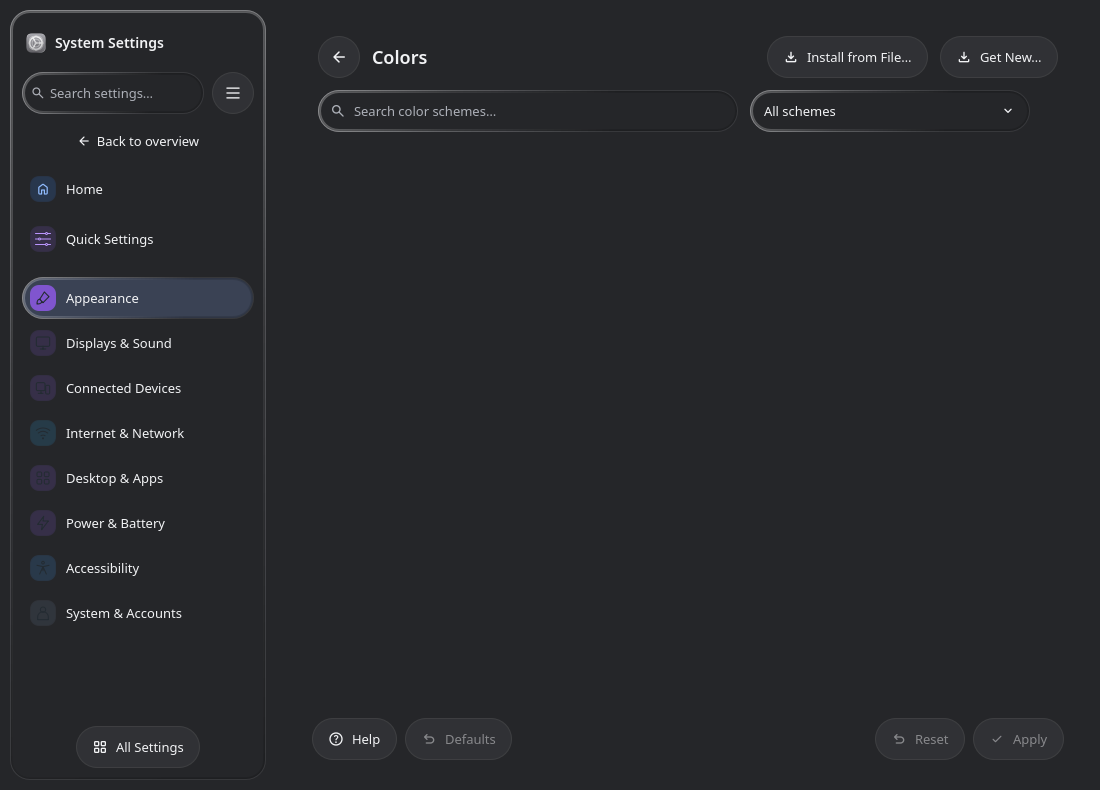 System Settings
Search settings...
Back to overview
Home
Quick Settings
Appearance
Displays & Sound
Connected Devices
Internet & Network
Desktop & Apps
Power & Battery
Accessibility
System & Accounts
All Settings
Colors
Install from File...
Get New...
Search color schemes...
All schemes
Help
Defaults
Reset
Apply